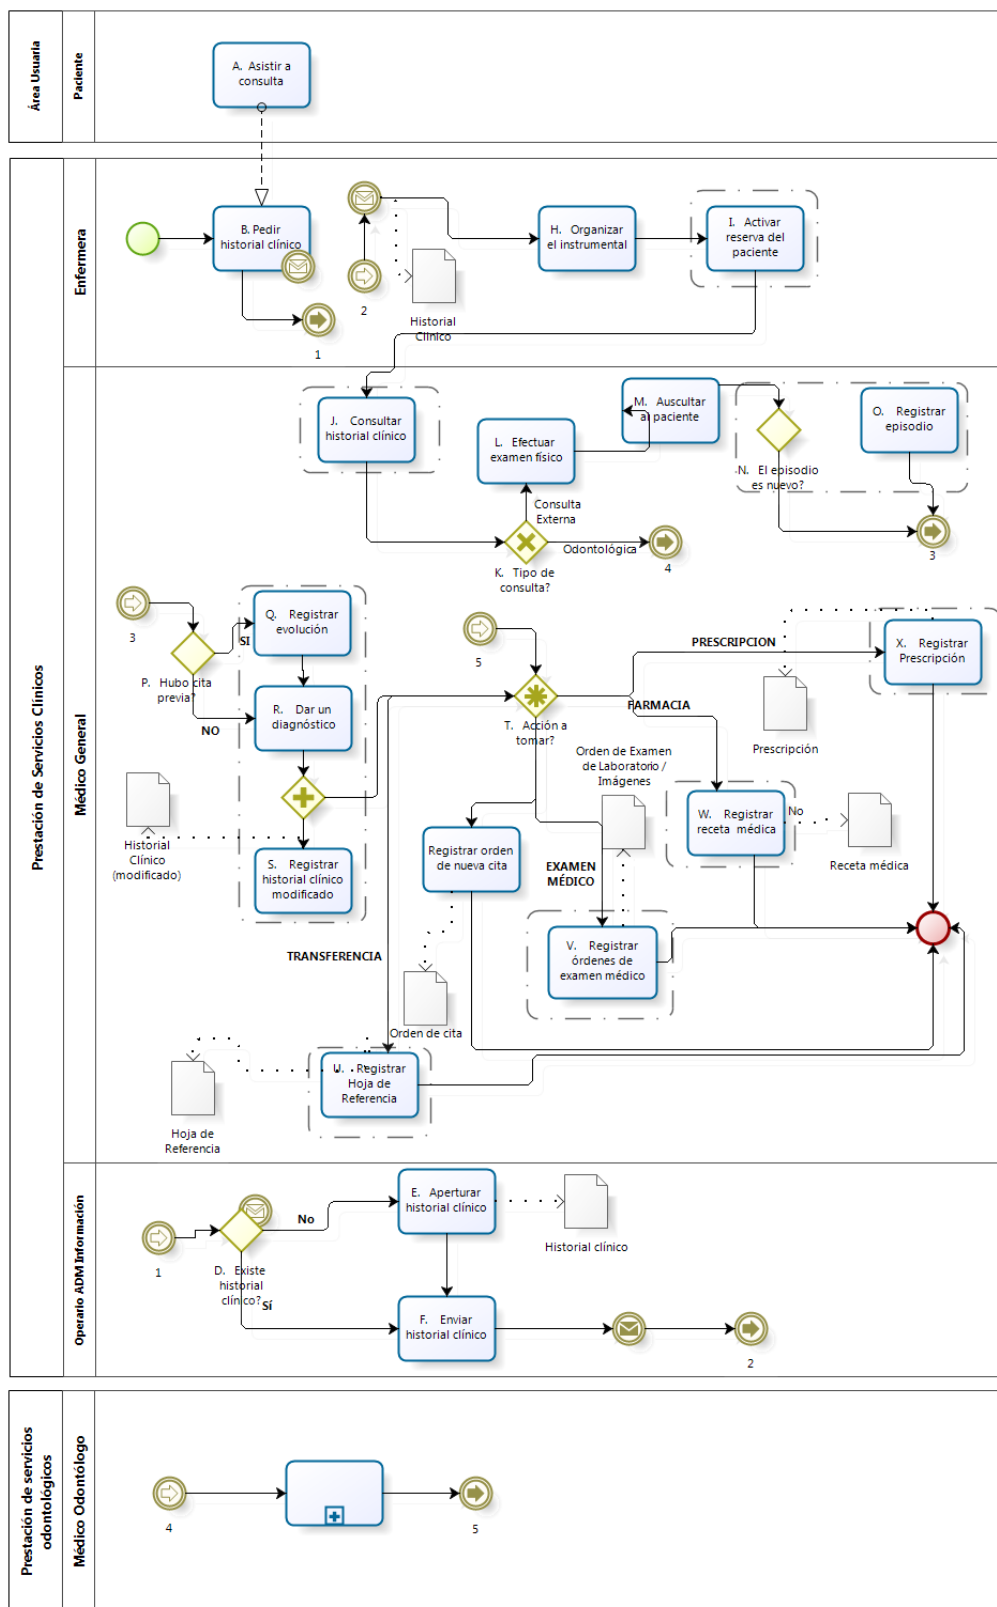 Área Usuaria
Paciente
A. Asistir a
consulta
Prestación de Servicios Clínicos
Enfermera
B. Pedir
historial clínico
1
2
Historial
Clínico
H. Organizar
el instrumental
I. Activar
reserva del
paciente
Médico General
J. Consultar
historial clínico
L. Efectuar
examen físico
M. Auscultar
al paciente
N. El episodio
es nuevo?
O. Registrar
episodio
Consulta
Externa
Odontológica
K. Tipo de
consulta?
4
3
3
P. Hubo cita
previa?
SI
NO
Q. Registrar
evolución
R. Dar un
diagnóstico
S. Registrar
historial clínico
modificado
Historial
Clínico
(modificado)
5
T. Acción a
tomar?
PRESCRIPCION
FARMACIA
X. Registrar
Prescripción
Prescripción
Orden de Examen
de Laboratorio /
Imágenes
W. Registrar
receta médica
No
Receta médica
Registrar orden
de nueva cita
EXAMEN
MÉDICO
V. Registrar
órdenes de
examen médico
TRANSFERENCIA
Orden de cita
U. Registrar
Hoja de
Referencia
Hoja de
Referencia
Operario ADM Información
1
D. Existe
historial
clínico?
No
Sí
E. Aperturar
historial clínico
Historial clínico
F. Enviar
historial clínico
2
Prestación de servicios
odontológicos
Médico Odontólogo
4
5